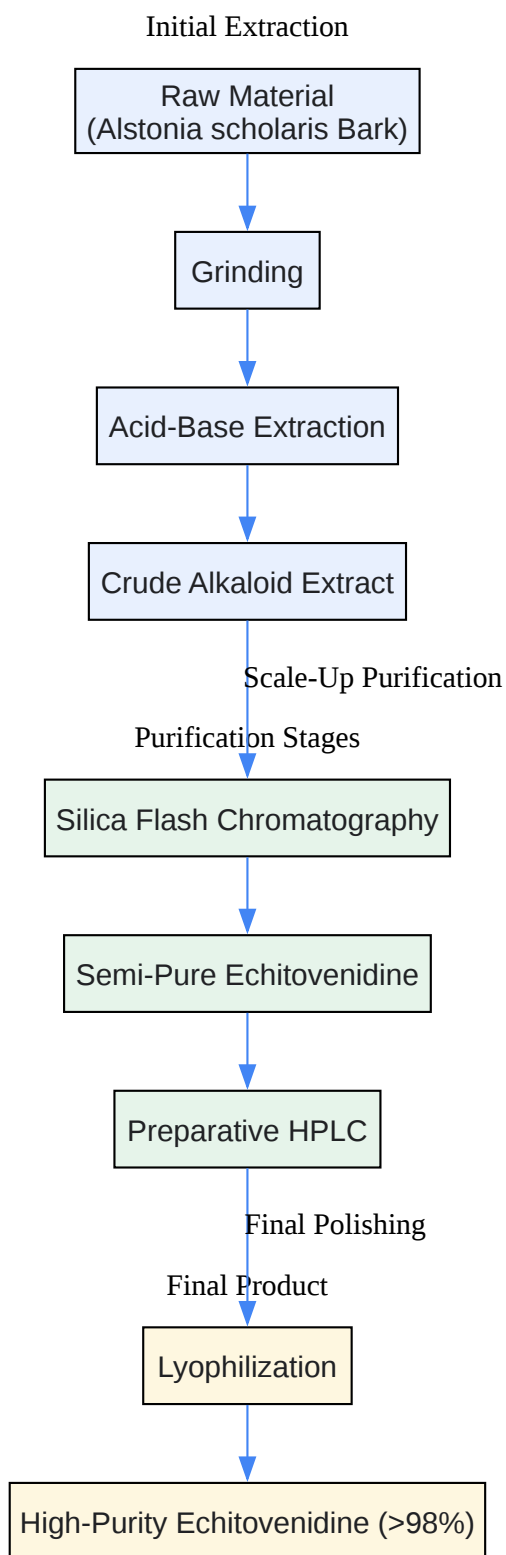 Initial Extraction
Raw Material
(Alstonia scholaris Bark)
Grinding
Acid-Base Extraction
Crude Alkaloid Extract
Scale-Up Purification
Purification Stages
Silica Flash Chromatography
Semi-Pure Echitovenidine
Preparative HPLC
Final Polishing
Final Product
Lyophilization
High-Purity Echitovenidine (>98%)